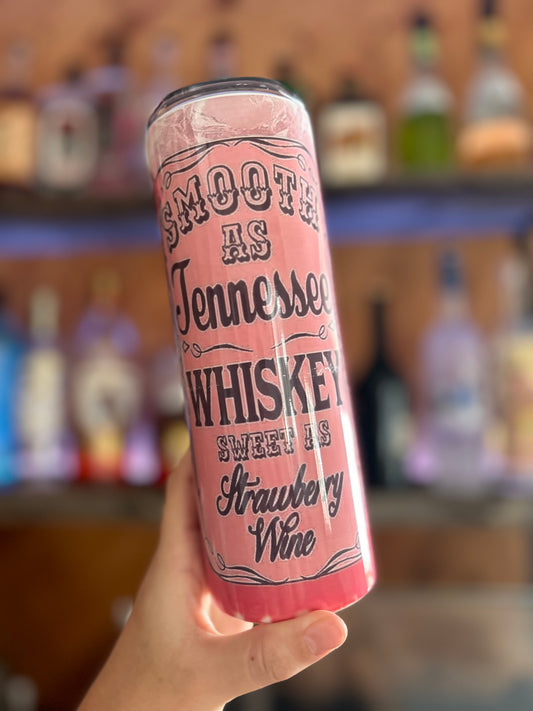 SMOOTH
AS
Tennessee
WHISKEY
SWEET AS
Strawberry
Wine